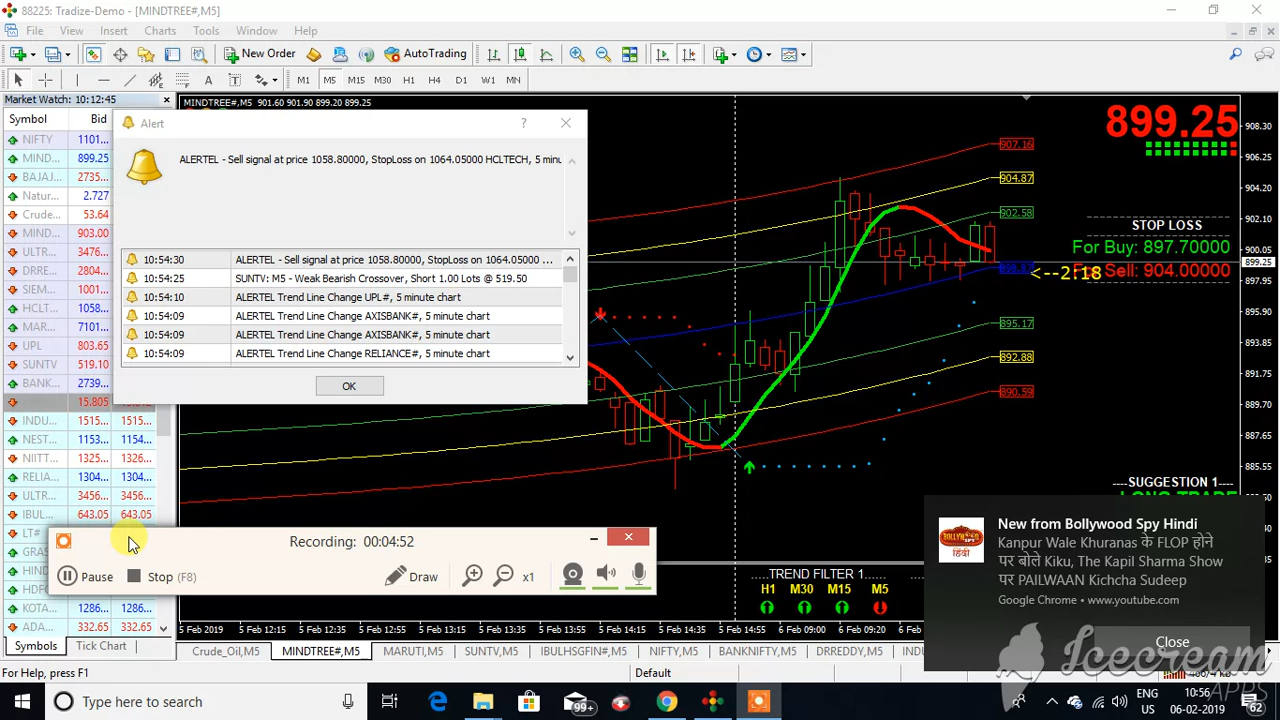 88225: Tradize-Demo - [MINDTREE#,M5]
File View Insert Charts Tools Window Help
New Order AutoTrading
M1 M5 M15 M30 H1 H4 D1 W1 MN
Market Watch: 10:12:45
Symbol Bid
NIFTY 1101...
MIND... 899.25
BAJAJ... 2735...
Natur... 2.727
Crude... 53.64
MIND... 903.00
ULTR... 3476...
DRRE... 2804...
SIEM... 1001...
HCLT... 1058...
MAR... 7101...
UPL 803.65
SUNTV 519.10
BANK... 2739...
15.805
INDU... 1515... 1515...
NEST... 1153... 1154...
NIITT... 1325... 1326...
RELIA... 1304... 1304...
ULTR... 3456... 3456...
IBUL... 643.05 643.05
LT#
GRAS...
HIND...
HDFC...
KOTA... 1286... 1286...
ADA... 332.65 332.65
Symbols Tick Chart
MINDTREE#,M5 901.60 901.90 899.20 899.25
Alert
ALERTEL - Sell signal at price 1058.80000, StopLoss on 1064.05000 HCLTECH, 5 minu
10:54:30 ALERTEL - Sell signal at price 1058.80000, StopLoss on 1064.05000 ...
10:54:25 SUNTV: M5 - Weak Bearish Crossover, Short 1.00 Lots @ 519.50
10:54:10 ALERTEL Trend Line Change UPL#, 5 minute chart
10:54:09 ALERTEL Trend Line Change AXISBANK#, 5 minute chart
10:54:09 ALERTEL Trend Line Change AXISBANK#, 5 minute chart
10:54:09 ALERTEL Trend Line Change RELIANCE#, 5 minute chart
OK
899.25
907.16
904.87
902.58
895.17
892.88
890.59
<--2:18
STOP LOSS
For Buy: 897.70000
For Sell: 904.00000
908.30
906.25
904.20
902.10
900.05
899.25
897.95
895.90
893.85
891.75
889.70
887.65
885.55
----SUGGESTION 1----
LONG TRADE
Recording: 00:04:52
Pause Stop (F8) Draw x1
..TREND FILTER 1..
H1 M30 M15 M5
New from Bollywood Spy Hindi
Kanpur Wale Khuranas के FLOP होने
पर बोले Kiku, The Kapil Sharma Show
पर PAILWAAN Kichcha Sudeep
Google Chrome • www.youtube.com
Close
Icecream
APPS
5 Feb 2019 5 Feb 12:15 5 Feb 12:35 5 Feb 12:55 5 Feb 13:15 5 Feb 13:35 5 Feb 13:55 5 Feb 14:15 5 Feb 14:35 5 Feb 14:55 6 Feb 09:00 6 Feb 09:20 6 Feb 09:40
Crude_Oil,M5 MINDTREE#,M5 MARUTI,M5 SUNTV,M5 IBULHSGFIN#,M5 NIFTY,M5 BANKNIFTY,M5 DRREDDY,M5
For Help, press F1 Default
Type here to search
99+
ENG
IN
10:56
06-02-2019
62